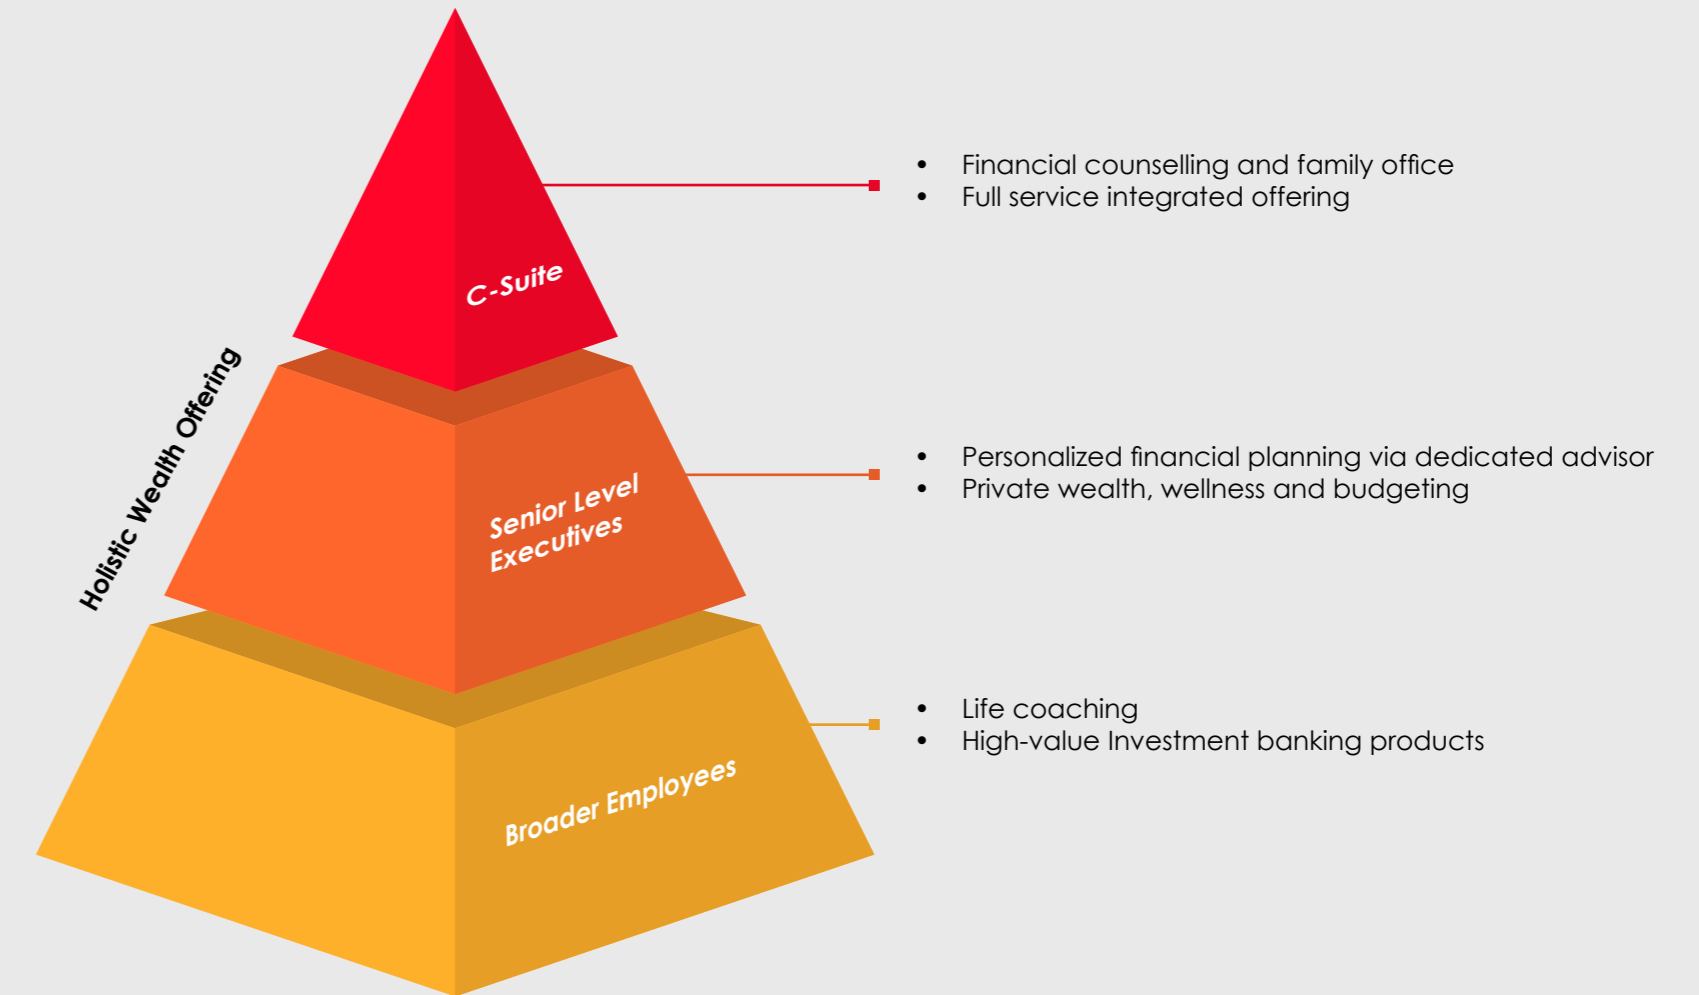 C-Suite
• Financial counselling and family office
• Full service integrated offering
Holistic Wealth Offering
Senior Level
Executives
• Personalized financial planning via dedicated advisor
• Private wealth, wellness and budgeting
Broader Employees
• Life coaching
• High-value Investment banking products